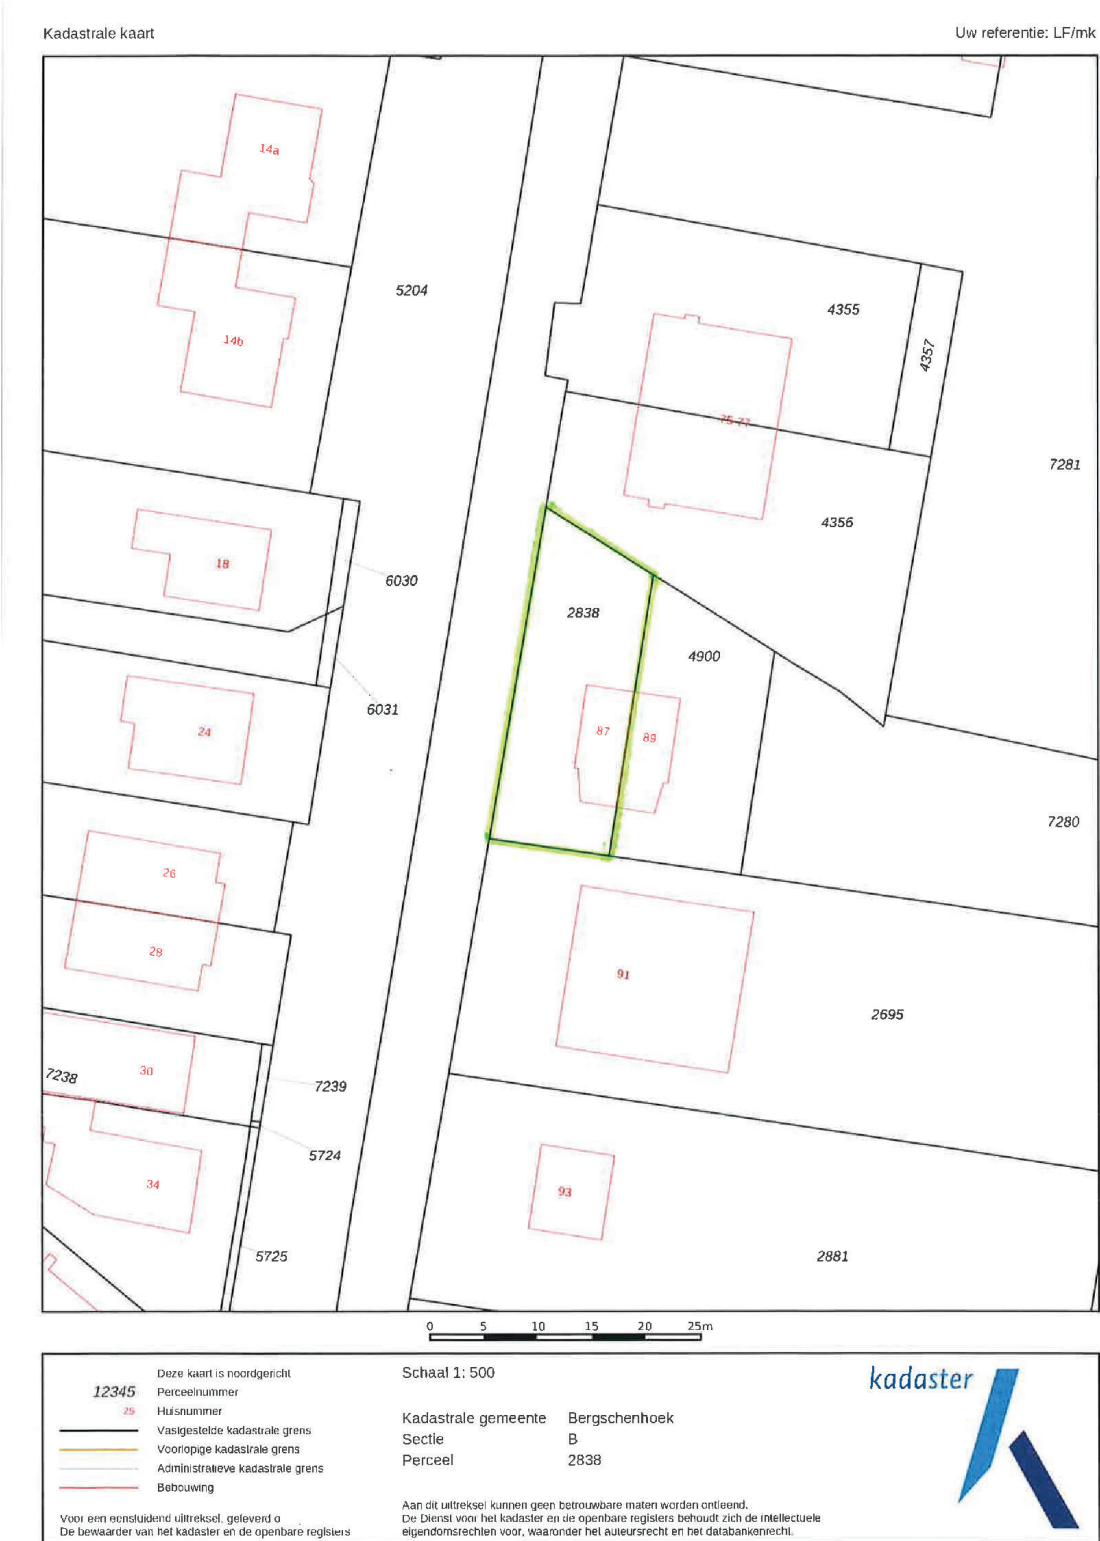 Kadastrale kaart
Uw referentie: LF/mk
14a
5204
4355
14b
4357
75-77
7281
4356
18
6030
2838
4900
6031
24
87
89
7280
26
28
91
2695
7238
30
7239
5724
34
93
5725
2881
0 5 10 15 20 25m
Deze kaart is noordgericht
12345 Perceelnummer
25 Huisnummer
Vastgestelde kadastrale grens
Voorlopige kadastrale grens
Administratieve kadastrale grens
Bebouwing
Voor een eensluidend uittreksel, geleverd o
De bewaarder van het kadaster en de openbare registers
Schaal 1: 500
Kadastrale gemeente Bergschenhoek
Sectie B
Perceel 2838
Aan dit uittreksel kunnen geen betrouwbare maten worden ontleend.
De Dienst voor het kadaster en de openbare registers behoudt zich de intellectuele
eigendomsrechten voor, waaronder het auteursrecht en het databankenrecht.
kadaster